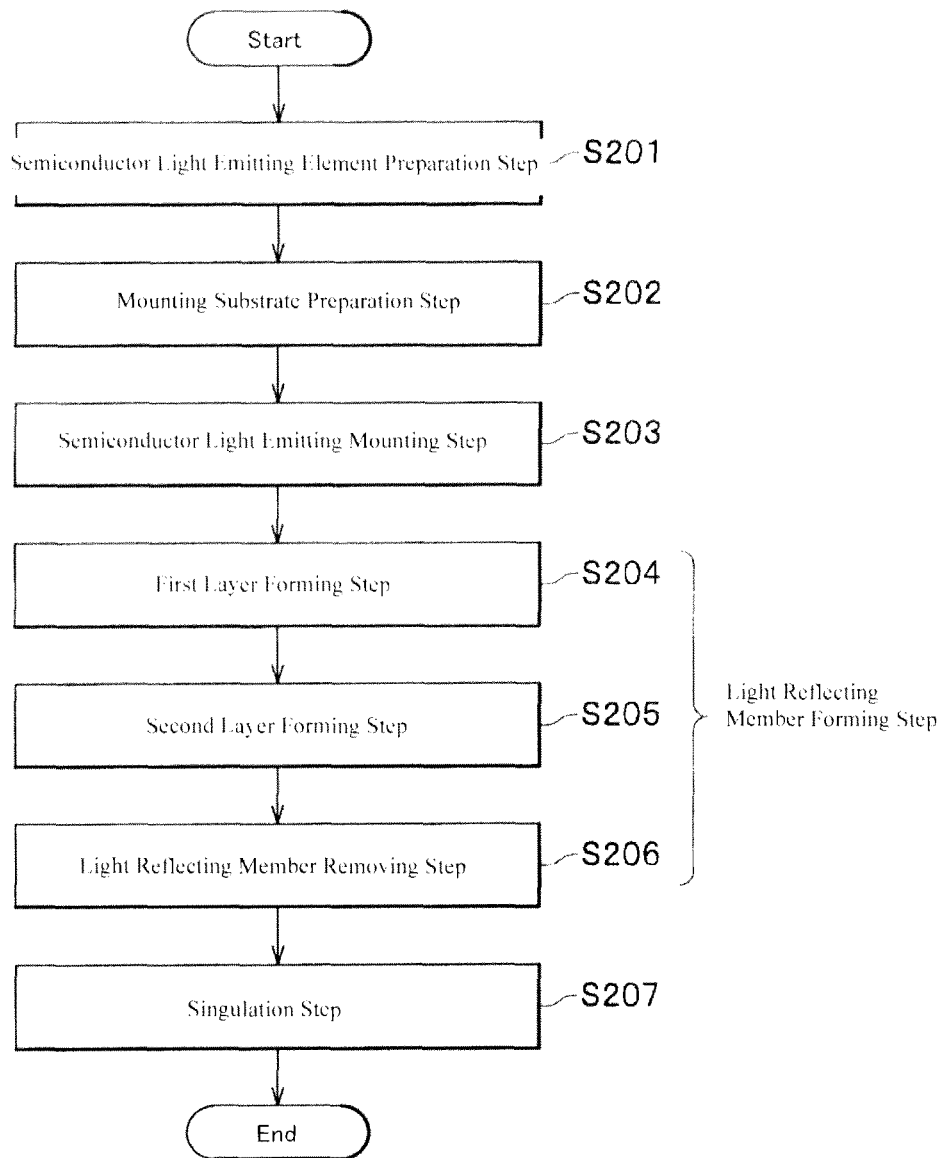 Start
Semiconductor Light Emitting Element Preparation Step
S201
Mounting Substrate Preparation Step
S202
Semiconductor Light Emitting Mounting Step
S203
First Layer Forming Step
S204
Second Layer Forming Step
S205
Light Reflecting
Member Forming Step
Light Reflecting Member Removing Step
S206
Singulation Step
S207
End